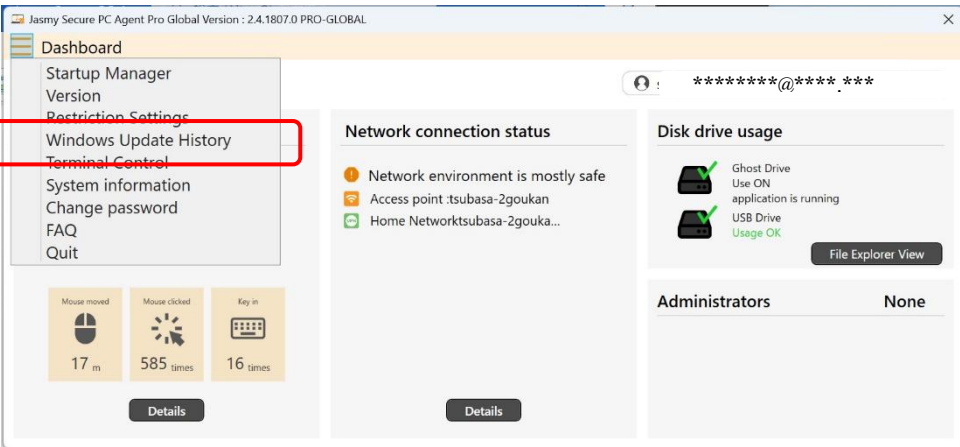 Jasmy Secure PC Agent Pro Global Version : 2.4.1807.0 PRO-GLOBAL
Dashboard
Startup Manager
Version
Restriction Settings
Windows Update History
Terminal Control
System information
Change password
FAQ
Quit
********@****.***
Mouse moved
17 m
Mouse clicked
585 times
Key in
16 times
Details
Network connection status
Network environment is mostly safe
Access point :tsubasa-2goukan
Home Networktsubasa-2gouka...
Details
Disk drive usage
Ghost Drive
Use ON
application is running
USB Drive
Usage OK
File Explorer View
Administrators None